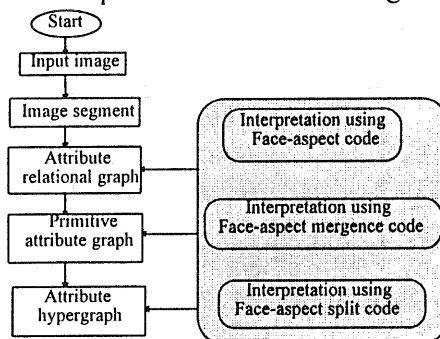 Start
Input image
Image segment
Attribute
relational graph
Primitive
attribute graph
Attribute
hypergraph
Interpretation using
Face-aspect code
Interpretation using
Face-aspect mergence code
Interpretation using
Face-aspect split code